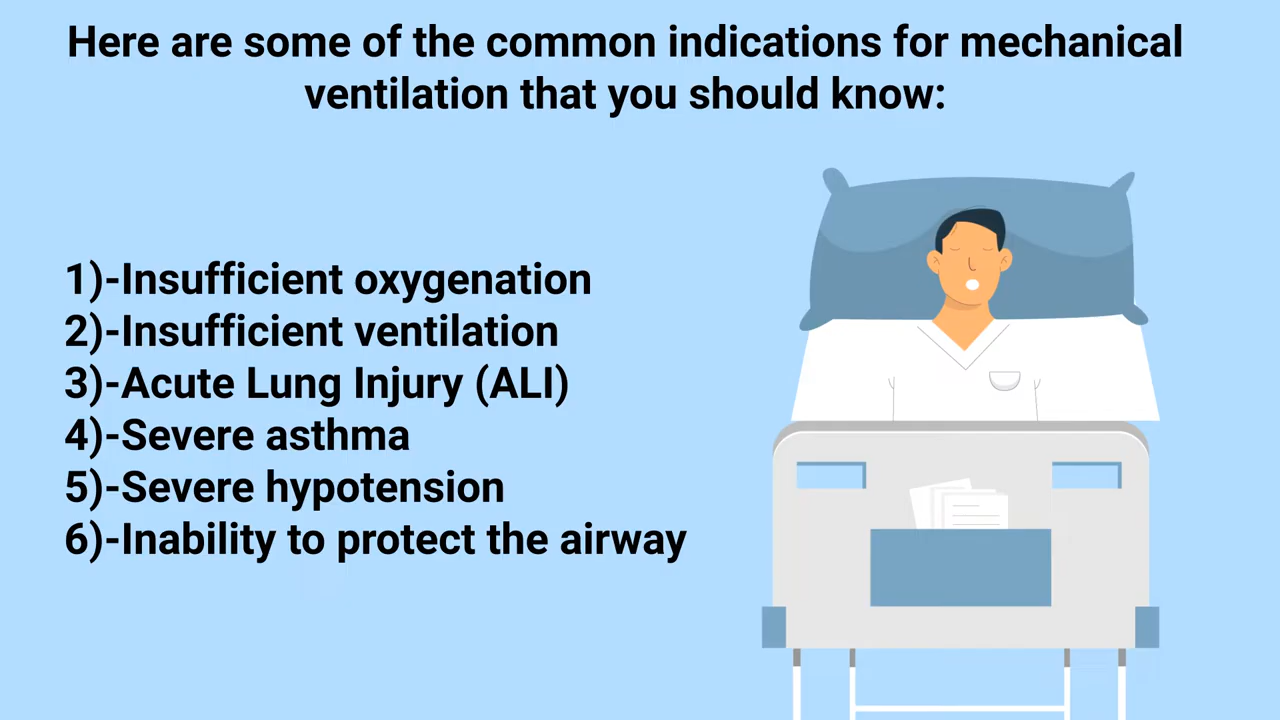 Here are some of the common indications for mechanical
ventilation that you should know:
1)-Insufficient oxygenation
2)-Insufficient ventilation
3)-Acute Lung Injury (ALI)
4)-Severe asthma
5)-Severe hypotension
6)-Inability to protect the airway